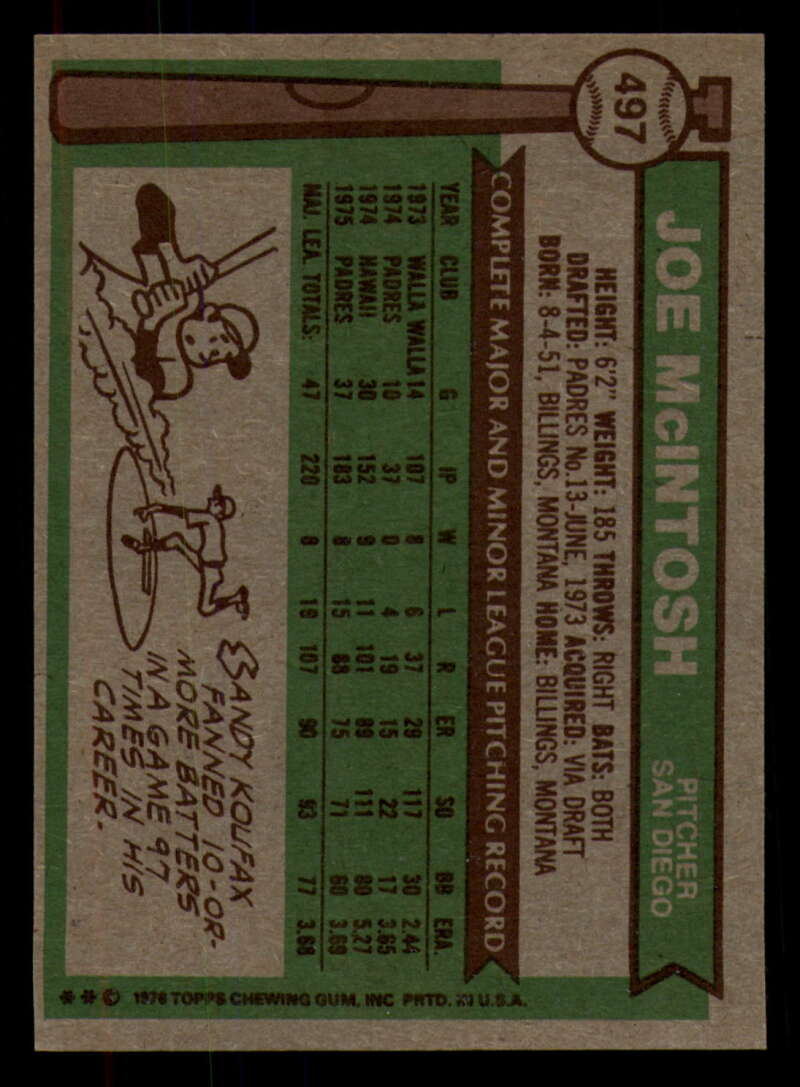 497
JOE McINTOSH
PITCHER
SAN DIEGO
HEIGHT: 6'2" WEIGHT: 185 THROWS: RIGHT BATS: BOTH
DRAFTED: PADRES No.13-JUNE, 1973 ACQUIRED: VIA DRAFT
BORN: 8-4-51, BILLINGS, MONTANA HOME: BILLINGS, MONTANA
COMPLETE MAJOR AND MINOR LEAGUE PITCHING RECORD
YEAR CLUB G IP W L R ER SO BB ERA.
1973 WALLA WALLA 14 107 8 6 37 29 117 30 2.44
1974 PADRES 10 37 0 4 19 15 22 17 3.65
1974 HAWAII 30 152 9 11 101 89 111 80 5.27
1975 PADRES 37 183 8 15 88 75 71 60 3.69
MAJ. LEA. TOTALS: 47 220 8 19 107 90 93 77 3.68
SANDY KOUFAX
FANNED 10-OR-
MORE BATTERS
IN A GAME 97
TIMES IN HIS
CAREER.
** © 1976 TOPPS CHEWING GUM, INC PRTD. IN U.S.A.